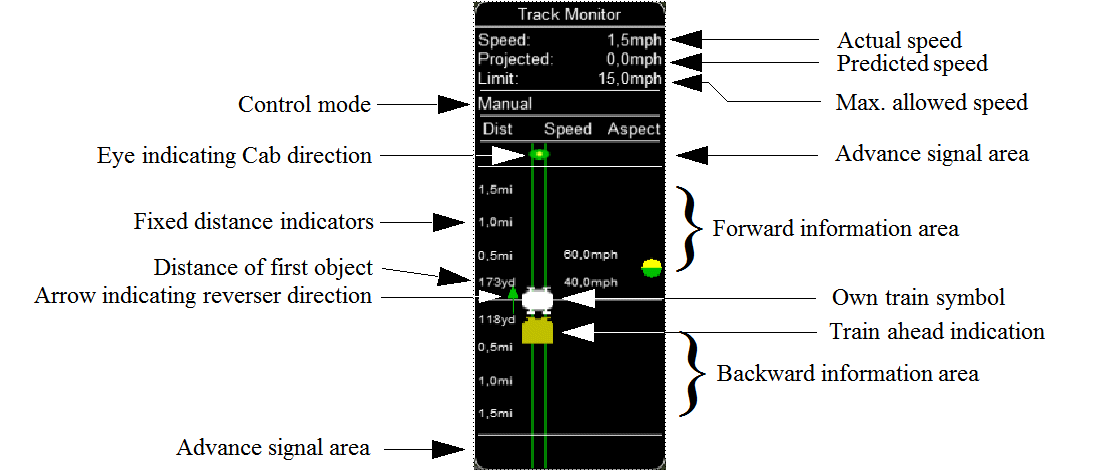 Track Monitor
Speed: 1,5mph
Actual speed
Projected: 0,0mph
Predicted speed
Limit: 15,0mph
Max. allowed speed
Control mode
Manual
Dist Speed Aspect
Eye indicating Cab direction
Advance signal area
1,5mi
Fixed distance indicators
1,0mi
Forward information area
0,5mi 60,0mph
Distance of first object
173yd 40,0mph
Arrow indicating reverser direction
Own train symbol
118yd
Train ahead indication
0,5mi
Backward information area
1,0mi
1,5mi
Advance signal area